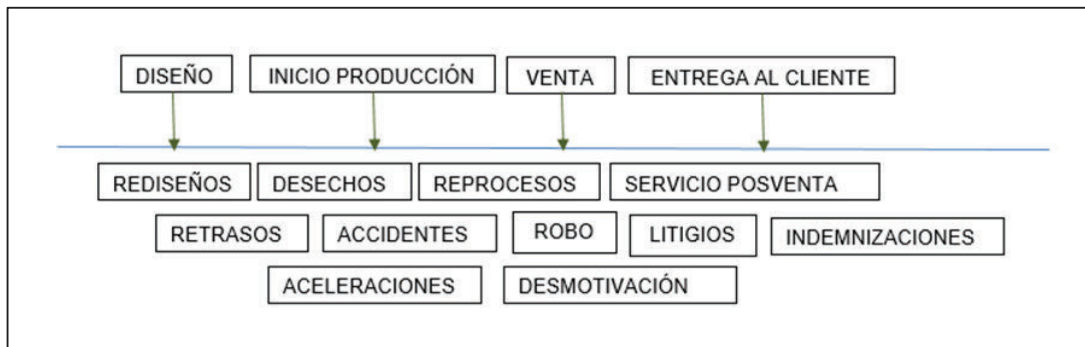 DISEÑO INICIO PRODUCCIÓN VENTA ENTREGA AL CLIENTE
REDISEÑOS DESECHOS REPROCESOS SERVICIO POSVENTA
RETRASOS ACCIDENTES ROBO LITIGIOS INDEMNIZACIONES
ACELERACIONES DESMOTIVACIÓN